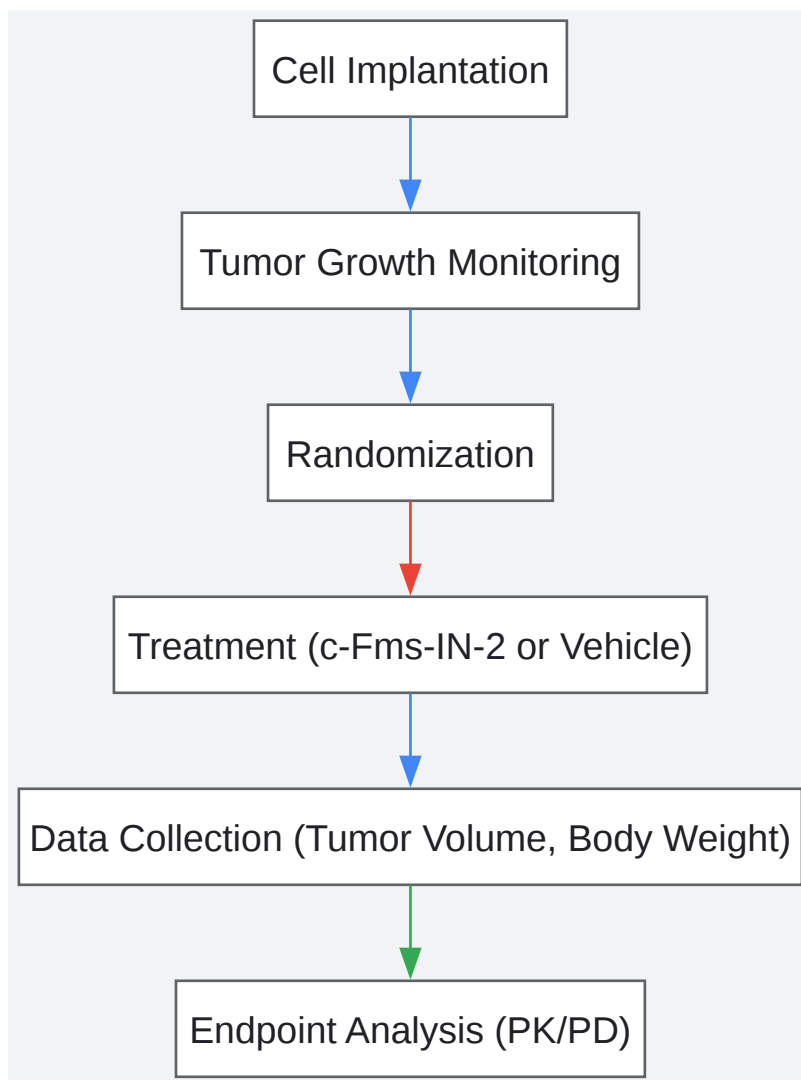 Cell Implantation
Tumor Growth Monitoring
Randomization
Treatment (c-Fms-IN-2 or Vehicle)
Data Collection (Tumor Volume, Body Weight)
Endpoint Analysis (PK/PD)